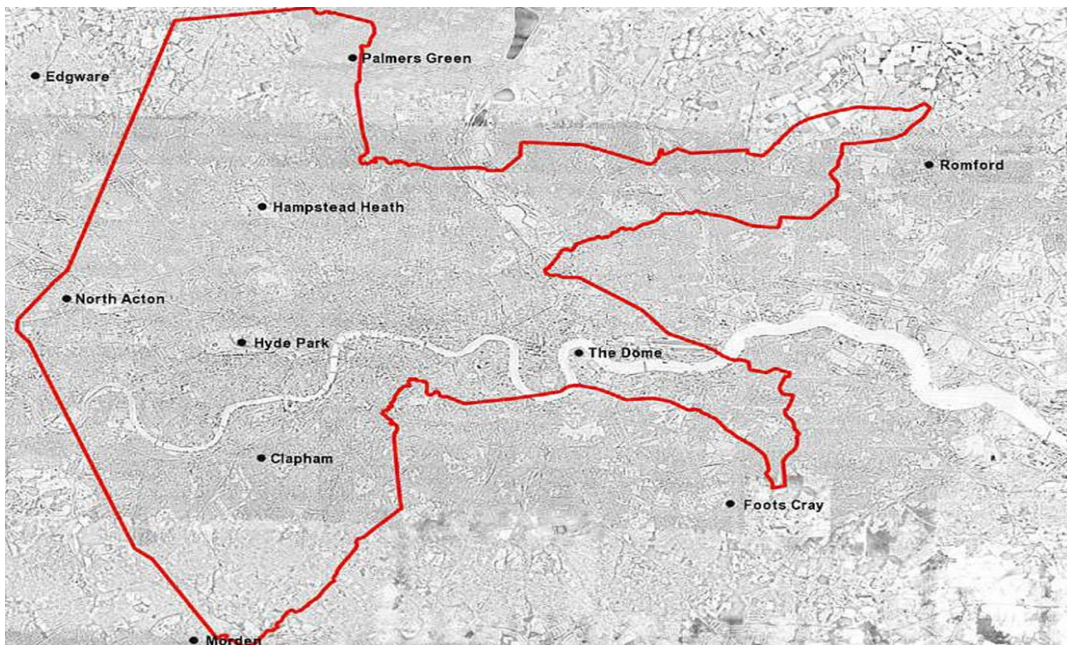 Palmers Green
Edgware
Romford
Hampstead Heath
North Acton
Hyde Park
The Dome
Clapham
Foots Cray
Morden